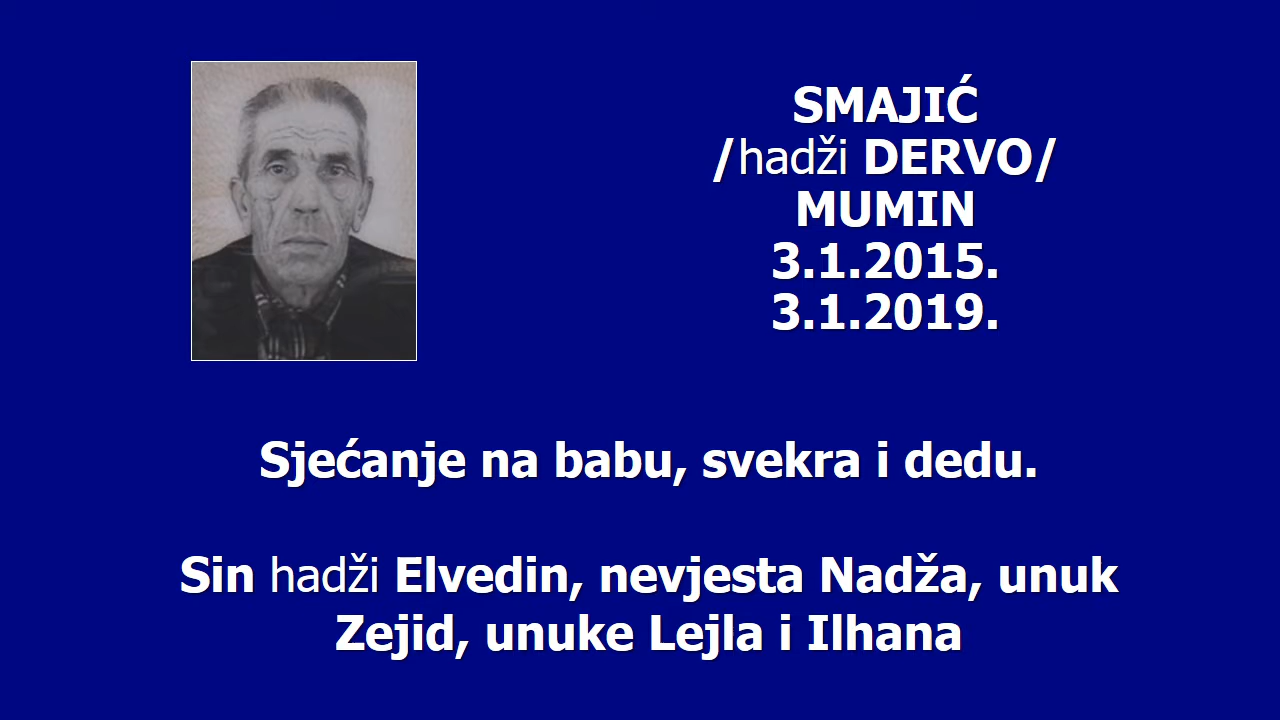 SMAJIĆ
/hadži DERVO/
MUMIN
3.1.2015.
3.1.2019.
Sjećanje na babu, svekra i dedu.
Sin hadži Elvedin, nevjesta Nadža, unuk
Zejid, unuke Lejla i Ilhana